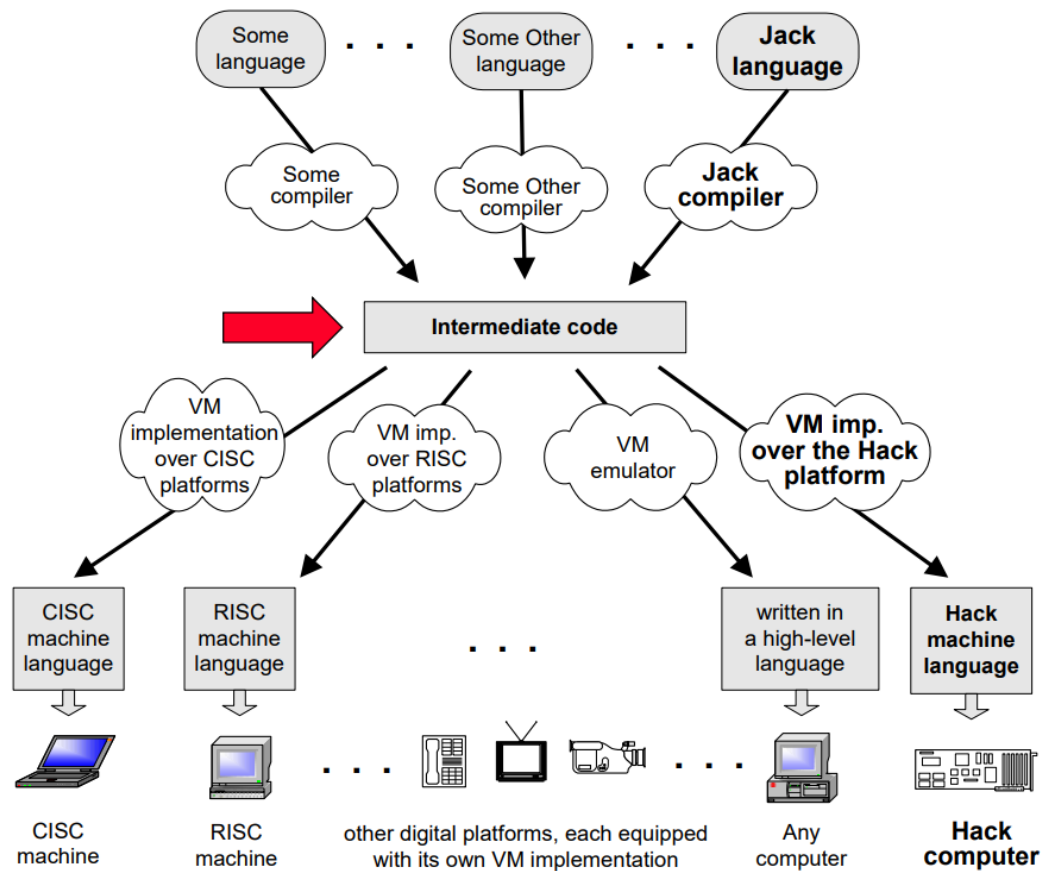 Some
language
. . .
Some Other
language
. . .
Jack
language
Some
compiler
Some Other
compiler
Jack
compiler
Intermediate code
VM
implementation
over CISC
platforms
VM imp.
over RISC
platforms
VM
emulator
VM imp.
over the Hack
platform
CISC
machine
language
RISC
machine
language
. . .
written in
a high-level
language
Hack
machine
language
. . .
. . .
CISC
machine
RISC
machine
other digital platforms, each equipped
with its own VM implementation
Any
computer
Hack
computer